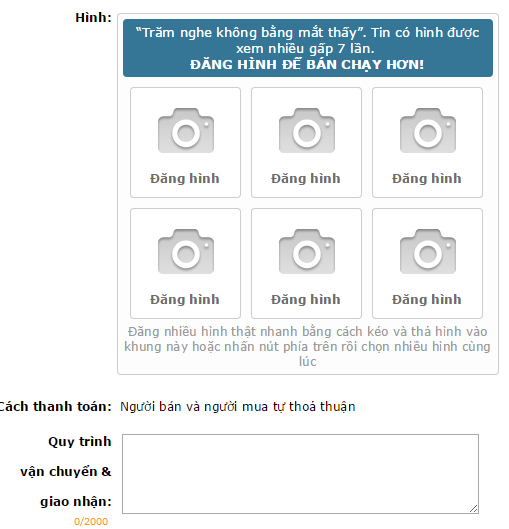 Hình:
“Trăm nghe không bằng mắt thấy”. Tin có hình được
xem nhiều gấp 7 lần.
ĐĂNG HÌNH ĐỂ BÁN CHẠY HƠN!
Đăng hình Đăng hình Đăng hình
Đăng hình Đăng hình Đăng hình
Đăng nhiều hình thật nhanh bằng cách kéo và thả hình vào
khung này hoặc nhấn nút phía trên rồi chọn nhiều hình cùng
lúc
Cách thanh toán: Người bán và người mua tự thoả thuận
Quy trình
vận chuyển &
giao nhận:
0/2000